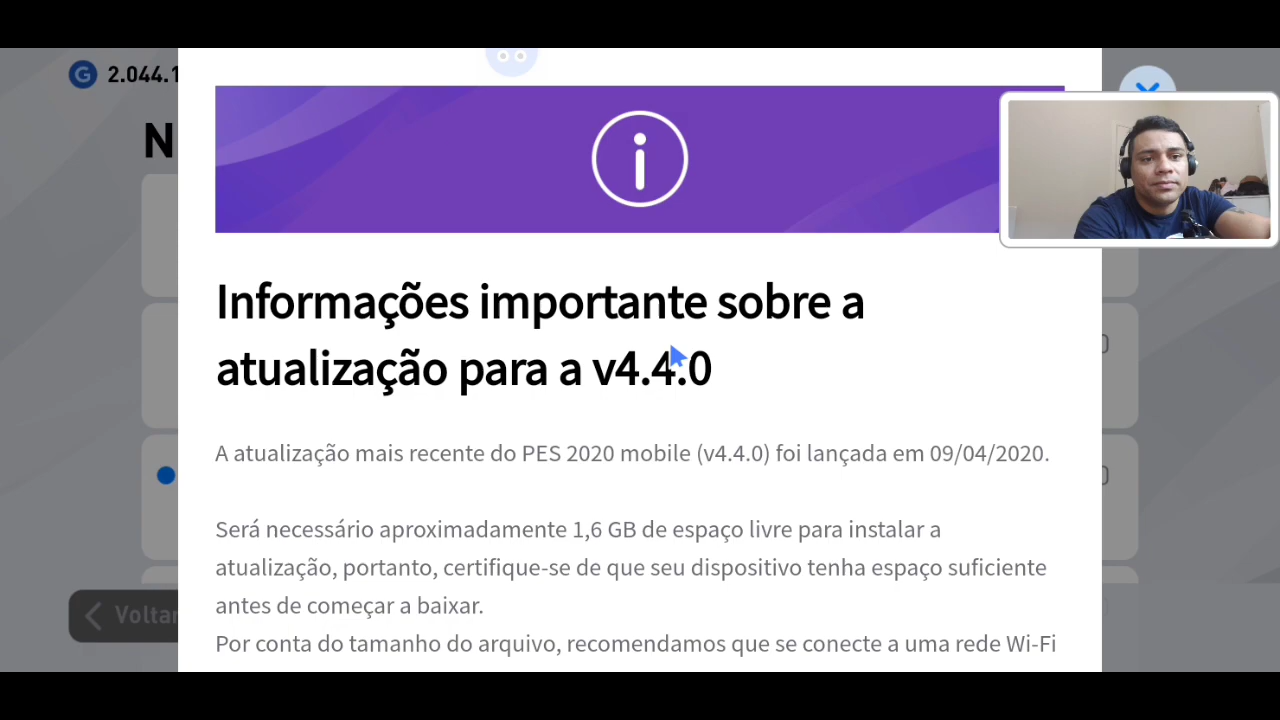 G 2.044.1
N
Informações importante sobre a
atualização para a v4.4.0
A atualização mais recente do PES 2020 mobile (v4.4.0) foi lançada em 09/04/2020.
Será necessário aproximadamente 1,6 GB de espaço livre para instalar a
atualização, portanto, certifique-se de que seu dispositivo tenha espaço suficiente
antes de começar a baixar.
Por conta do tamanho do arquivo, recomendamos que se conecte a uma rede Wi-Fi
Voltar